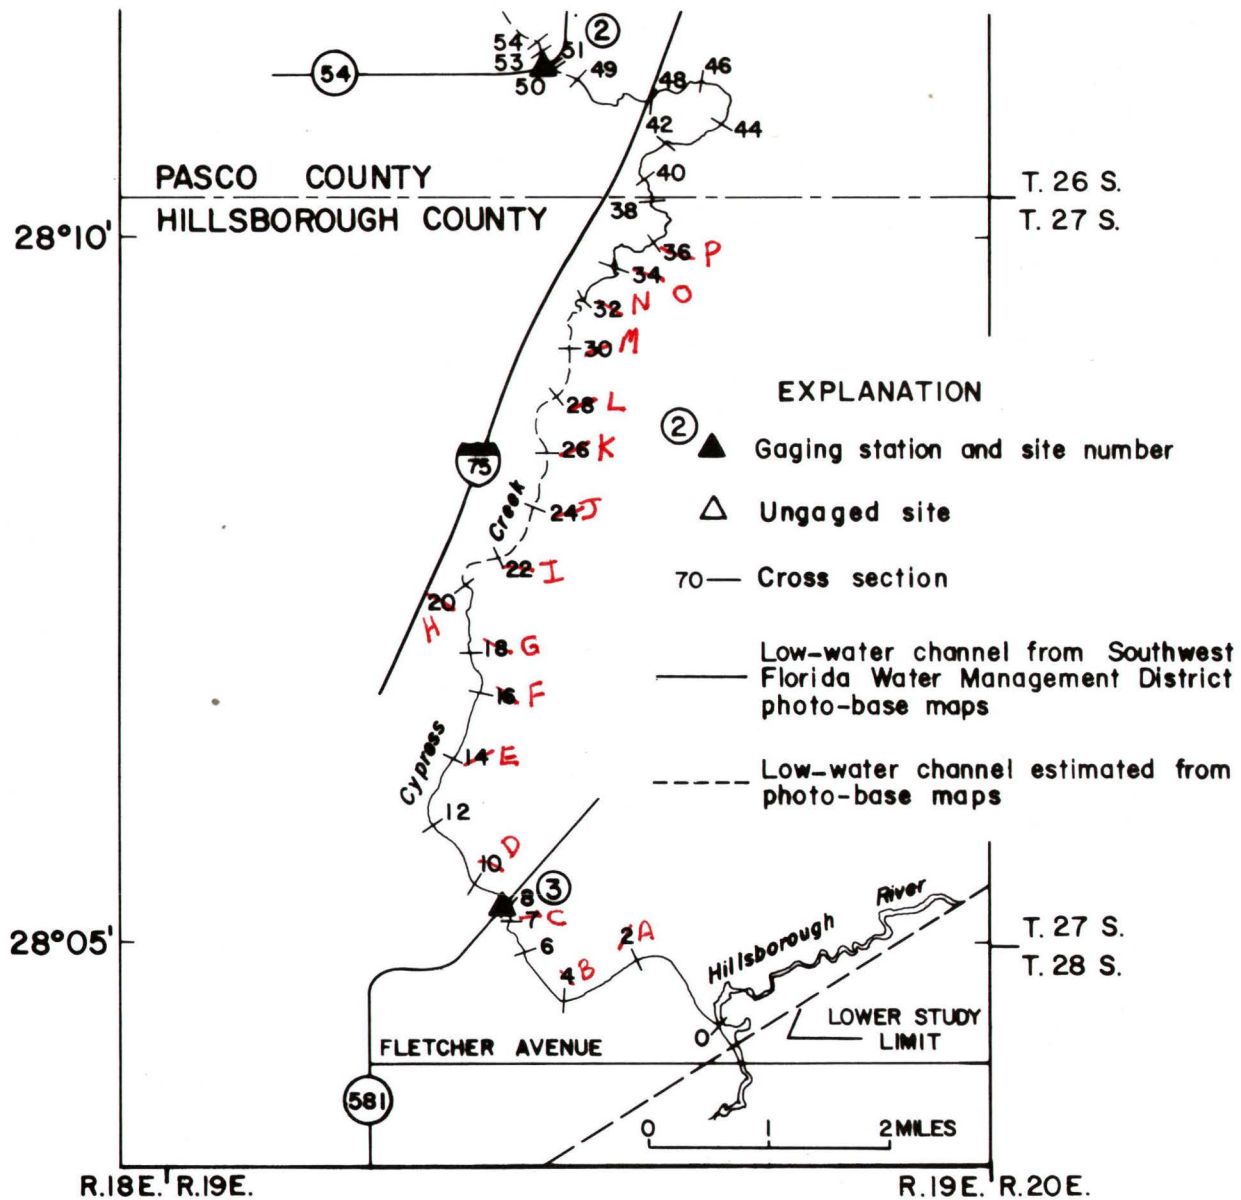 54
53
51
2
50
49
54
48
46
42
44
40
PASCO COUNTY
T. 26 S.
38
HILLSBOROUGH COUNTY
T. 27 S.
28°10'
36 P
34 O
32 N
30 M
28 L
26 K
24 J
22 I
20
H
18 G
16 F
14 E
12
10 D
8
3
7 C
6
4 B
2 A
0
75
Cypress Creek
EXPLANATION
2
Gaging station and site number
Ungaged site
70— Cross section
Low-water channel from Southwest
Florida Water Management District
photo-base maps
Low-water channel estimated from
photo-base maps
28°05'
Hillsborough River
T. 27 S.
T. 28 S.
LOWER STUDY
LIMIT
FLETCHER AVENUE
581
0 1 2 MILES
R.18E. R.19E.
R.19E. R.20E.